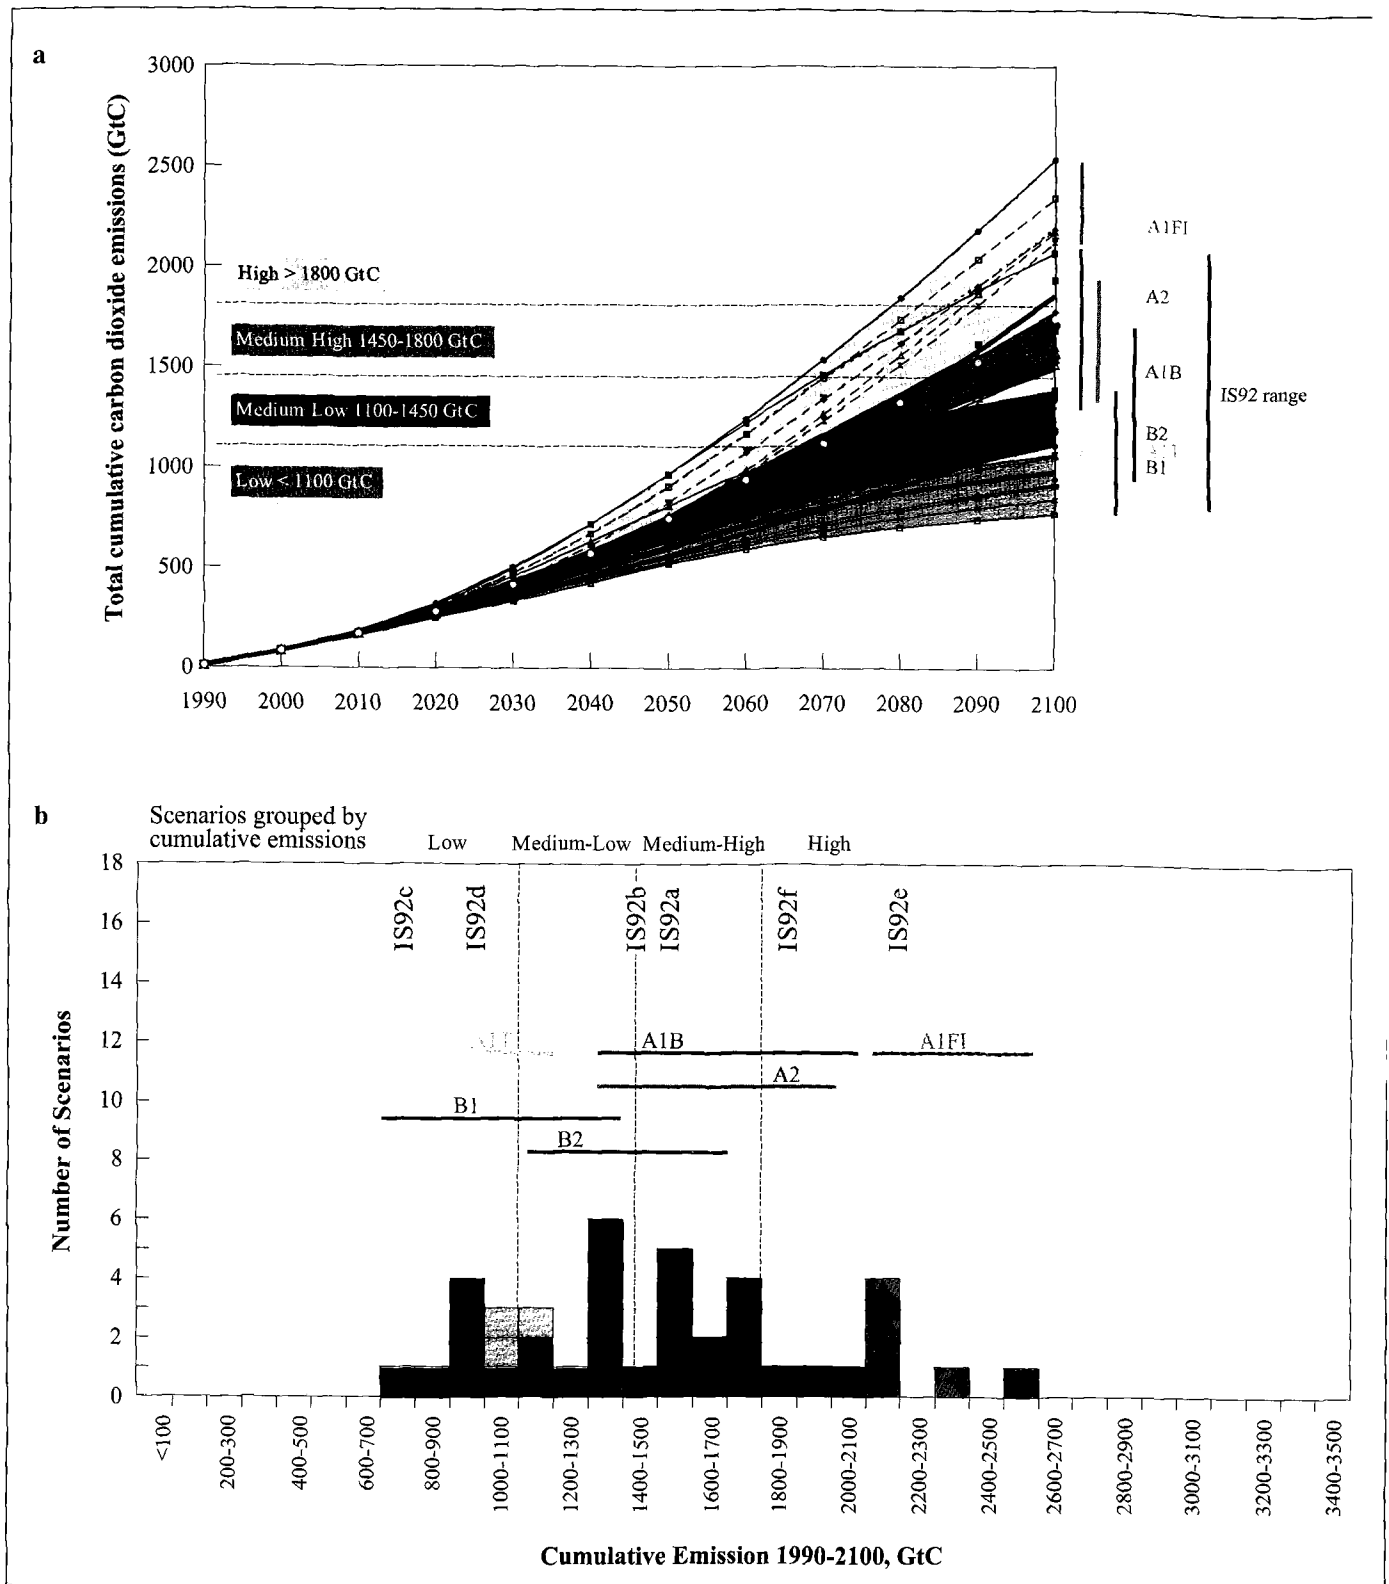 a
Total cumulative carbon dioxide emissions (GtC)
3000
2500
2000
1500
1000
500
0
High > 1800 GtC
Medium High 1450-1800 GtC
Medium Low 1100-1450 GtC
Low < 1100 GtC
1990 2000 2010 2020 2030 2040 2050 2060 2070 2080 2090 2100
A1FI
A2
A1B
B2
B1
IS92 range
b
Scenarios grouped by
cumulative emissions
Low Medium-Low Medium-High High
Number of Scenarios
18
16
14
12
10
8
6
4
2
0
IS92c IS92d IS92b IS92a IS92f IS92e
A1B A1FI
A2
B1
B2
<100 200-300 400-500 600-700 800-900 1000-1100 1200-1300 1400-1500 1600-1700 1800-1900 2000-2100 2200-2300 2400-2500 2600-2700 2800-2900 3000-3100 3200-3300 3400-3500
Cumulative Emission 1990-2100, GtC